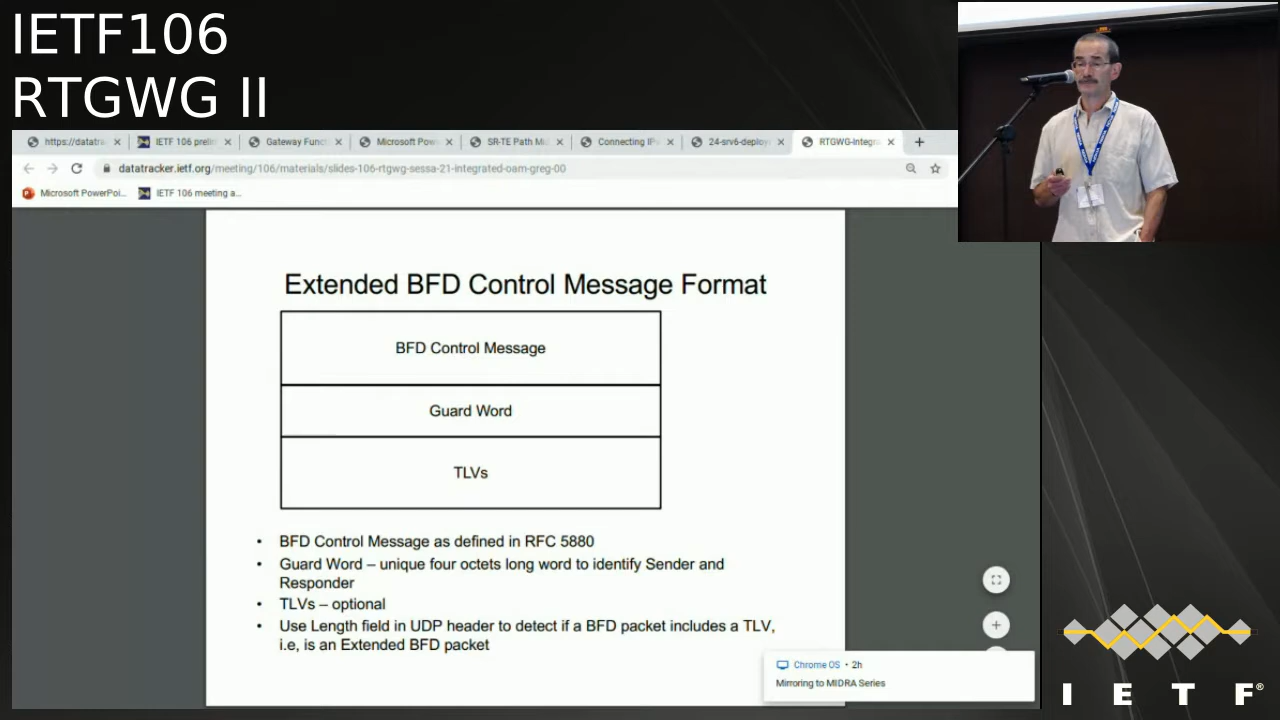 IETF106
RTGWG II
https://datatra
IETF 106 prelim
Gateway Func
Microsoft Pow
SR-TE Path Mi
Connecting IPv
24-srv6-deploy
RTGWG-Integra
datatracker.ietf.org/meeting/106/materials/slides-106-rtgwg-sessa-21-integrated-oam-greg-00
Microsoft PowerPoi...
IETF 106 meeting a...
Extended BFD Control Message Format
BFD Control Message
Guard Word
TLVs
• BFD Control Message as defined in RFC 5880
• Guard Word – unique four octets long word to identify Sender and
Responder
• TLVs – optional
• Use Length field in UDP header to detect if a BFD packet includes a TLV,
i.e, is an Extended BFD packet
Chrome OS • 2h
Mirroring to MIDRA Series
I E T F®